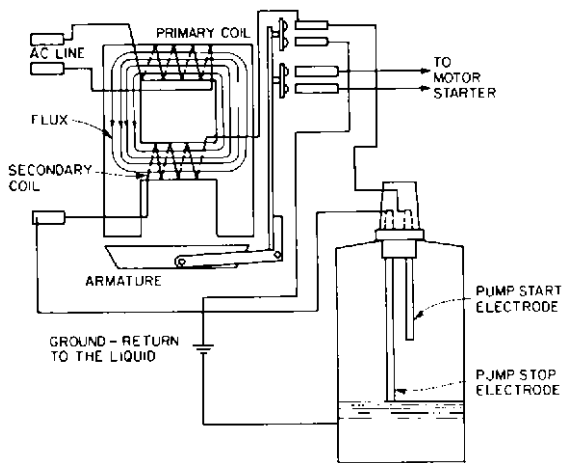 PRIMARY COIL
AC LINE
TO
MOTOR
STARTER
FLUX
SECONDARY
COIL
ARMATURE
PUMP START
ELECTRODE
GROUND – RETURN
TO THE LIQUID
PUMP STOP
ELECTRODE